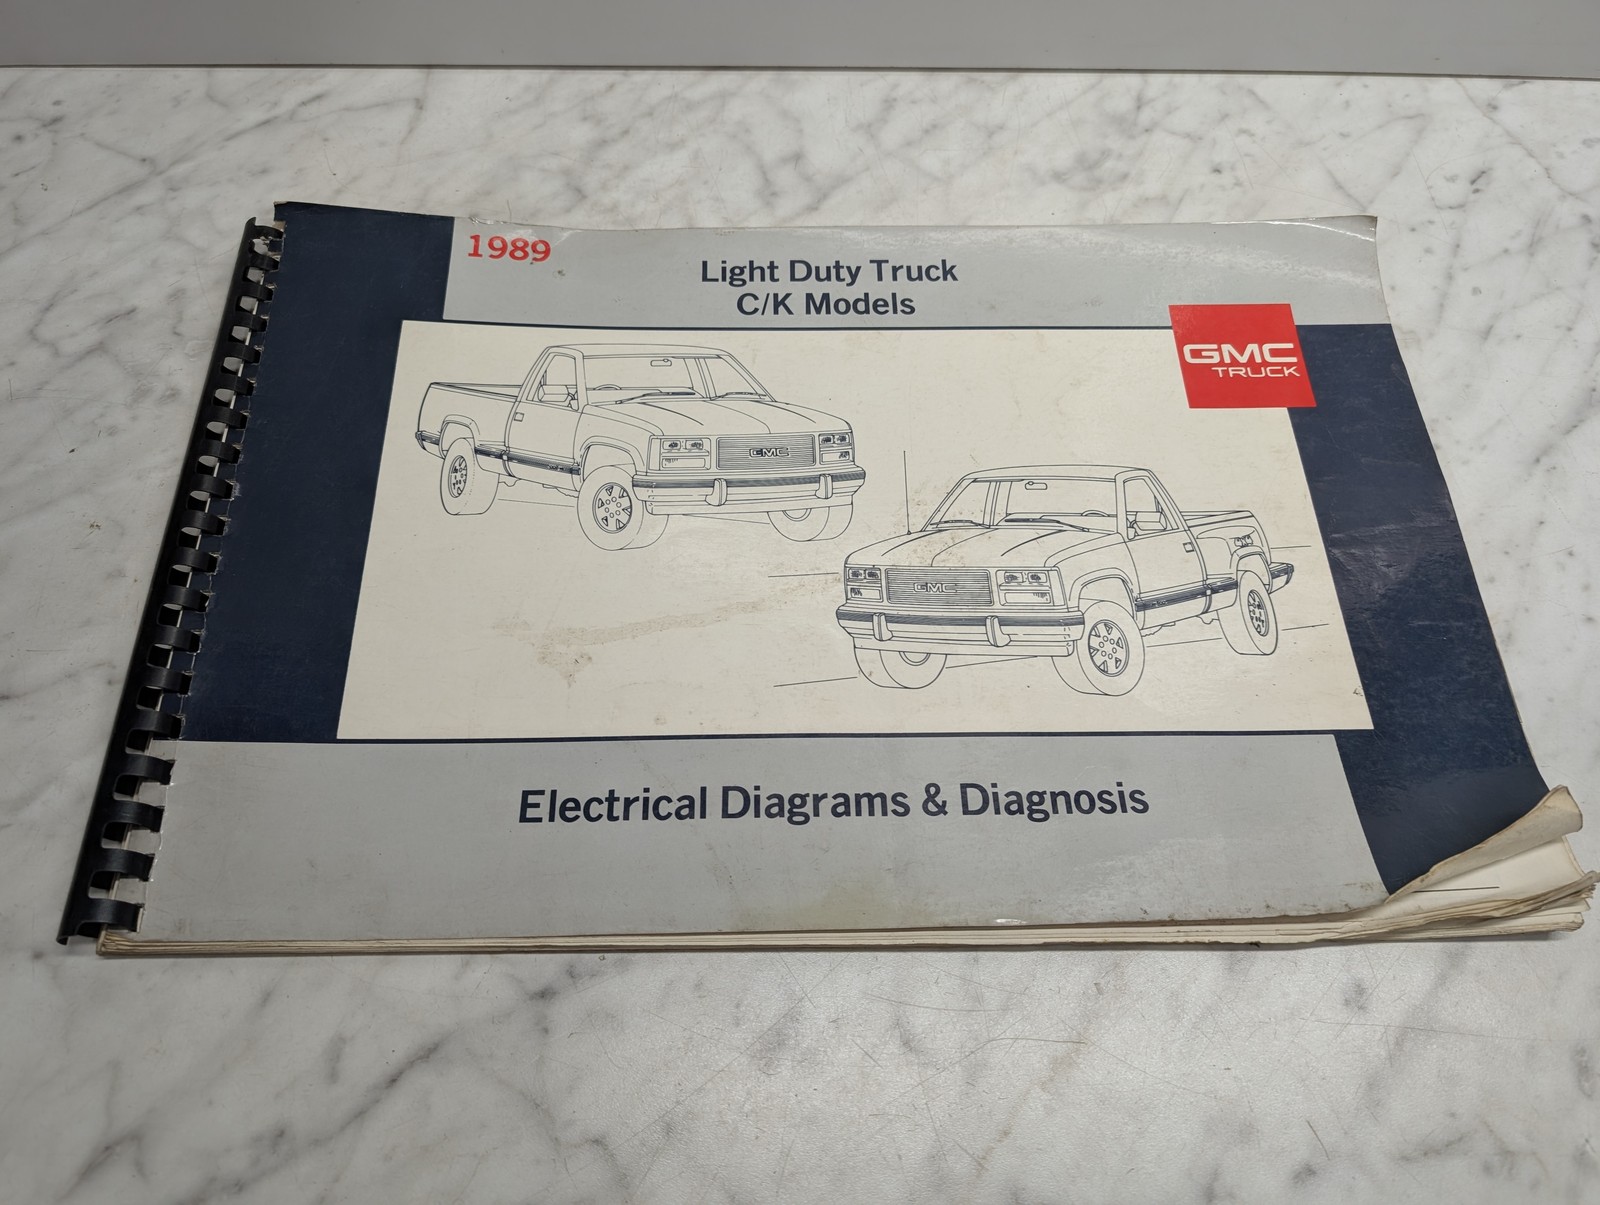 1989
Light Duty Truck
C/K Models
GMC
TRUCK
GMC
GMC
Electrical Diagrams & Diagnosis